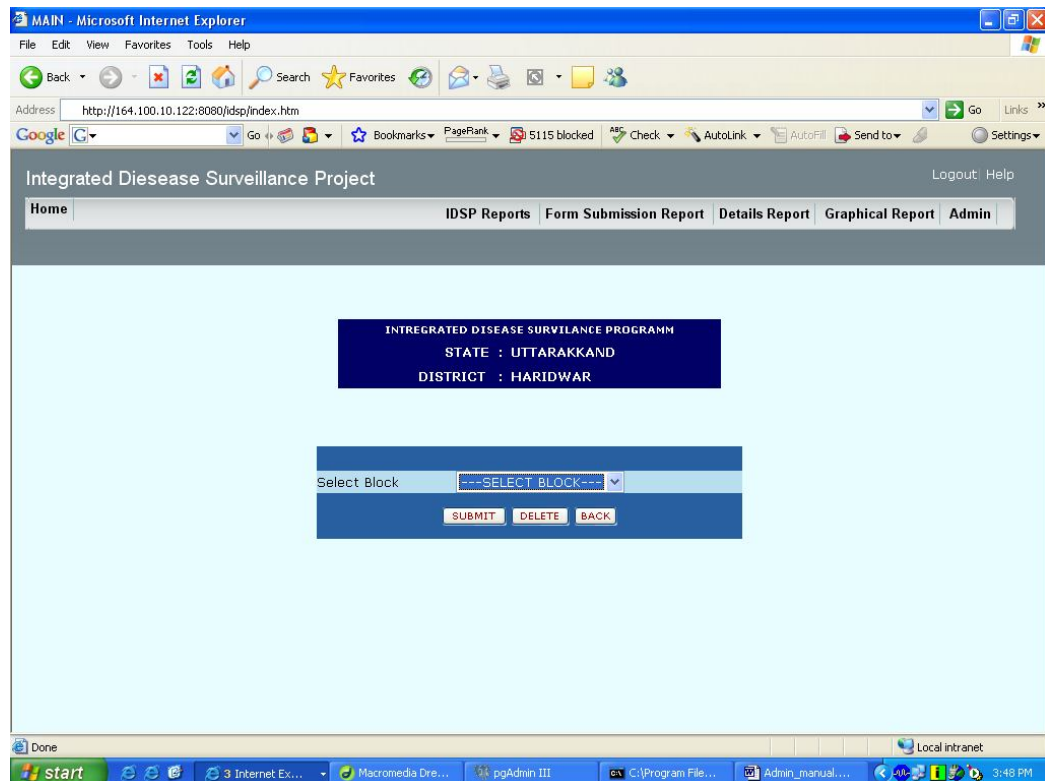 MAIN - Microsoft Internet Explorer
File Edit View Favorites Tools Help
Back Search Favorites
Address http://164.100.10.122:8080/idsp/index.htm Go Links »
Google G Go Bookmarks PageRank 5115 blocked ABC Check AutoLink AutoFill Send to Settings
Integrated Diesease Surveillance Project Logout| Help
Home IDSP Reports Form Submission Report Details Report Graphical Report Admin
INTREGRATED DISEASE SURVILANCE PROGRAMM
STATE : UTTARAKKAND
DISTRICT : HARIDWAR
Select Block ---SELECT BLOCK---
SUBMIT DELETE BACK
Done Local intranet
start 3 Internet Ex... Macromedia Dre... pgAdmin III C:\Program File... Admin_manual.... 3:48 PM